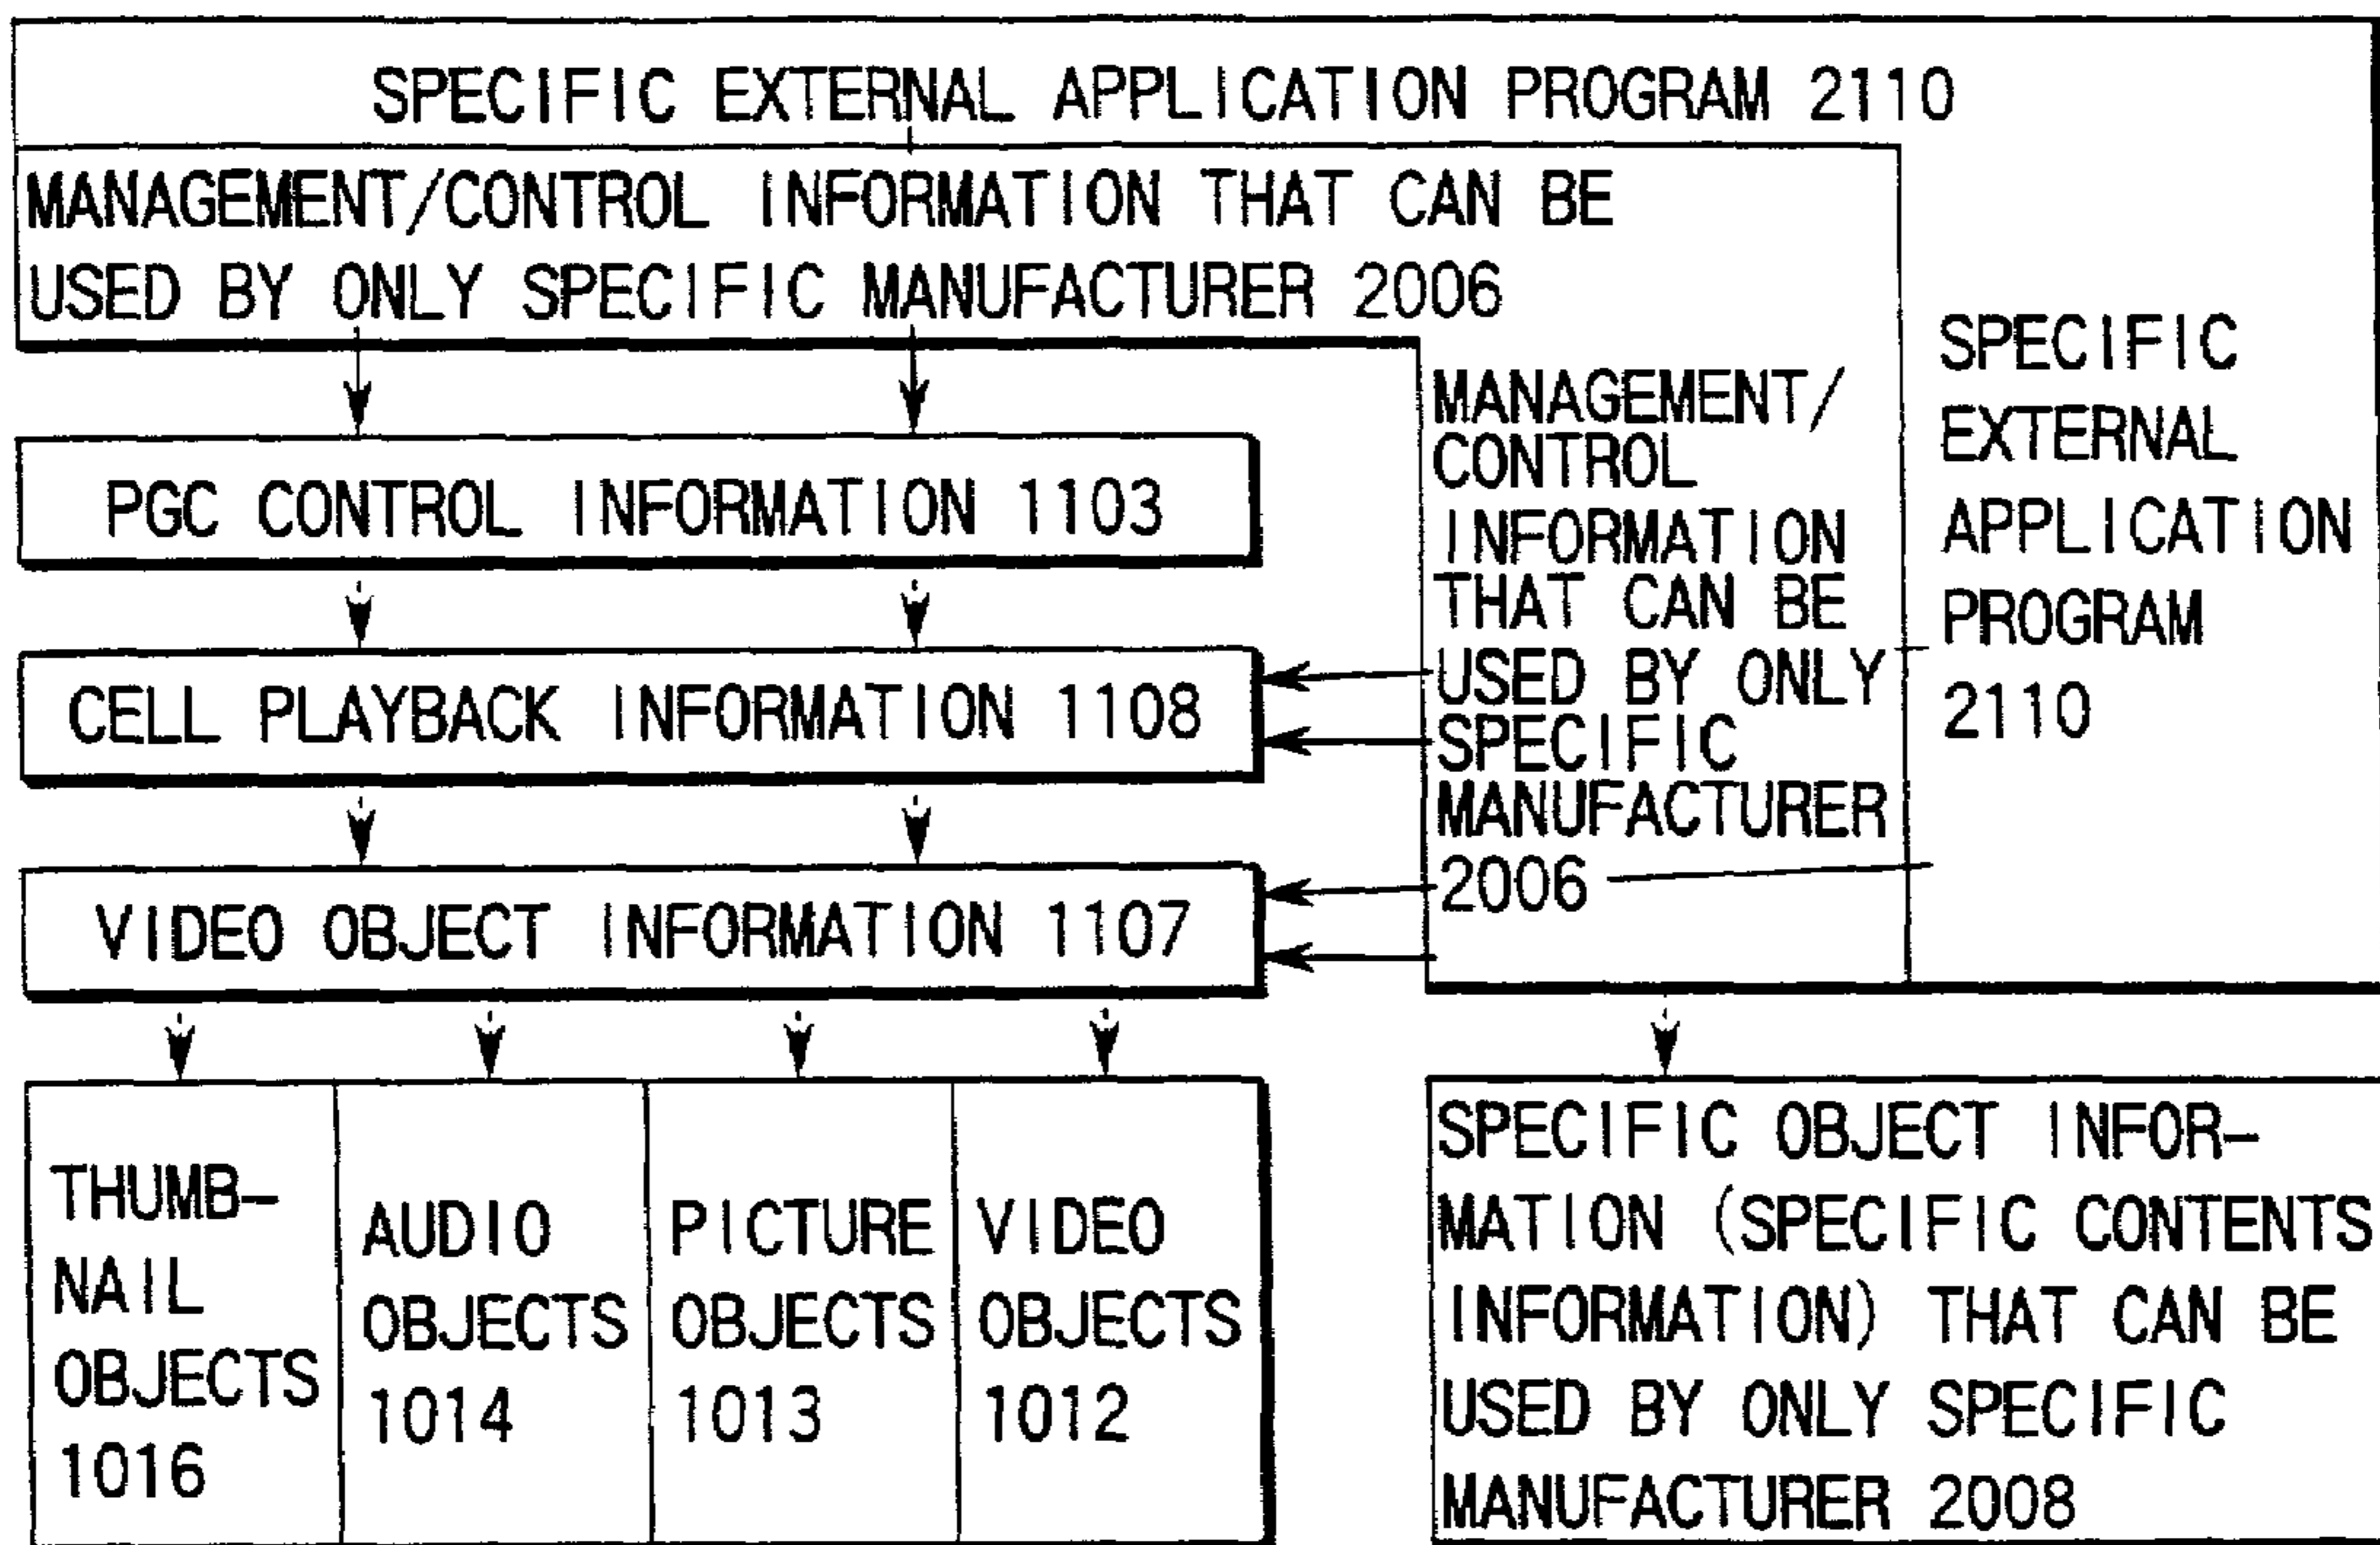 SPECIFIC EXTERNAL APPLICATION PROGRAM 2110
MANAGEMENT/CONTROL INFORMATION THAT CAN BE
USED BY ONLY SPECIFIC MANUFACTURER 2006
PGC CONTROL INFORMATION 1103
CELL PLAYBACK INFORMATION 1108
VIDEO OBJECT INFORMATION 1107
MANAGEMENT/
CONTROL
INFORMATION
THAT CAN BE
USED BY ONLY
SPECIFIC
MANUFACTURER
2006
SPECIFIC
EXTERNAL
APPLICATION
PROGRAM
2110
THUMB-
NAIL
OBJECTS
1016
AUDIO
OBJECTS
1014
PICTURE
OBJECTS
1013
VIDEO
OBJECTS
1012
SPECIFIC OBJECT INFOR-
MATION (SPECIFIC CONTENTS
INFORMATION) THAT CAN BE
USED BY ONLY SPECIFIC
MANUFACTURER 2008